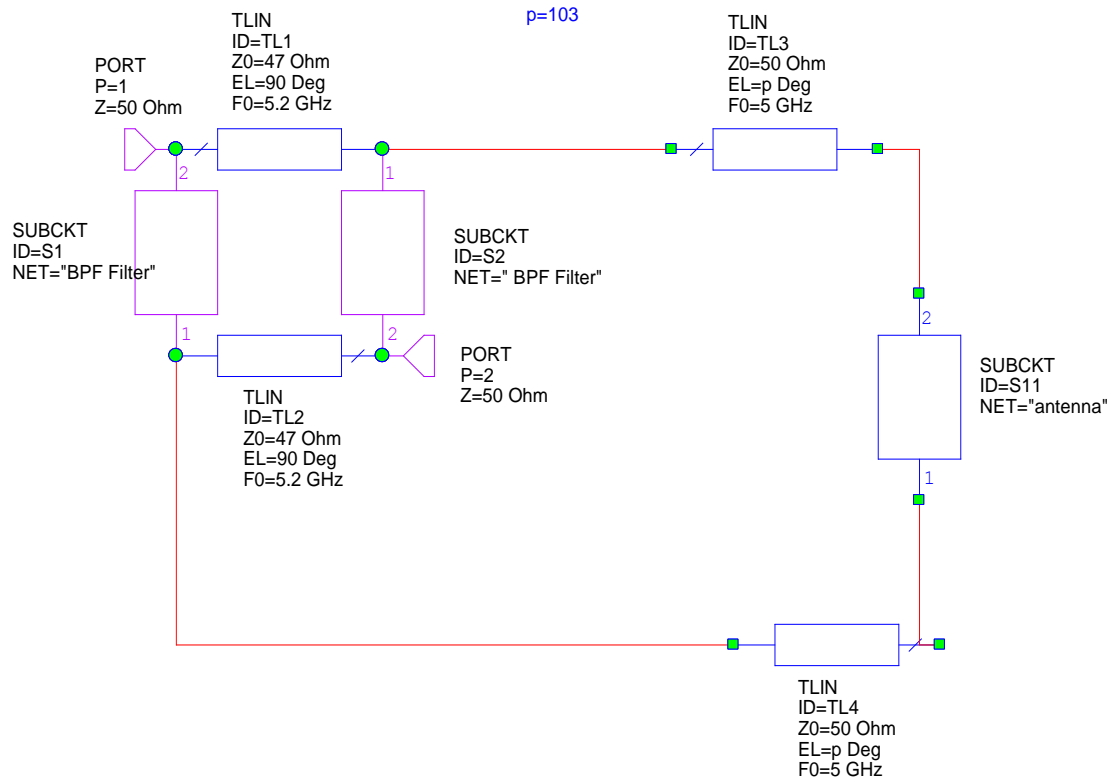 p=103
TLIN
ID=TL1
Z0=47 Ohm
EL=90 Deg
F0=5.2 GHz
TLIN
ID=TL3
Z0=50 Ohm
EL=p Deg
F0=5 GHz
PORT
P=1
Z=50 Ohm
2
1
SUBCKT
ID=S1
NET="BPF Filter"
SUBCKT
ID=S2
NET=" BPF Filter"
1
2
PORT
P=2
Z=50 Ohm
TLIN
ID=TL2
Z0=47 Ohm
EL=90 Deg
F0=5.2 GHz
2
SUBCKT
ID=S11
NET="antenna"
1
TLIN
ID=TL4
Z0=50 Ohm
EL=p Deg
F0=5 GHz